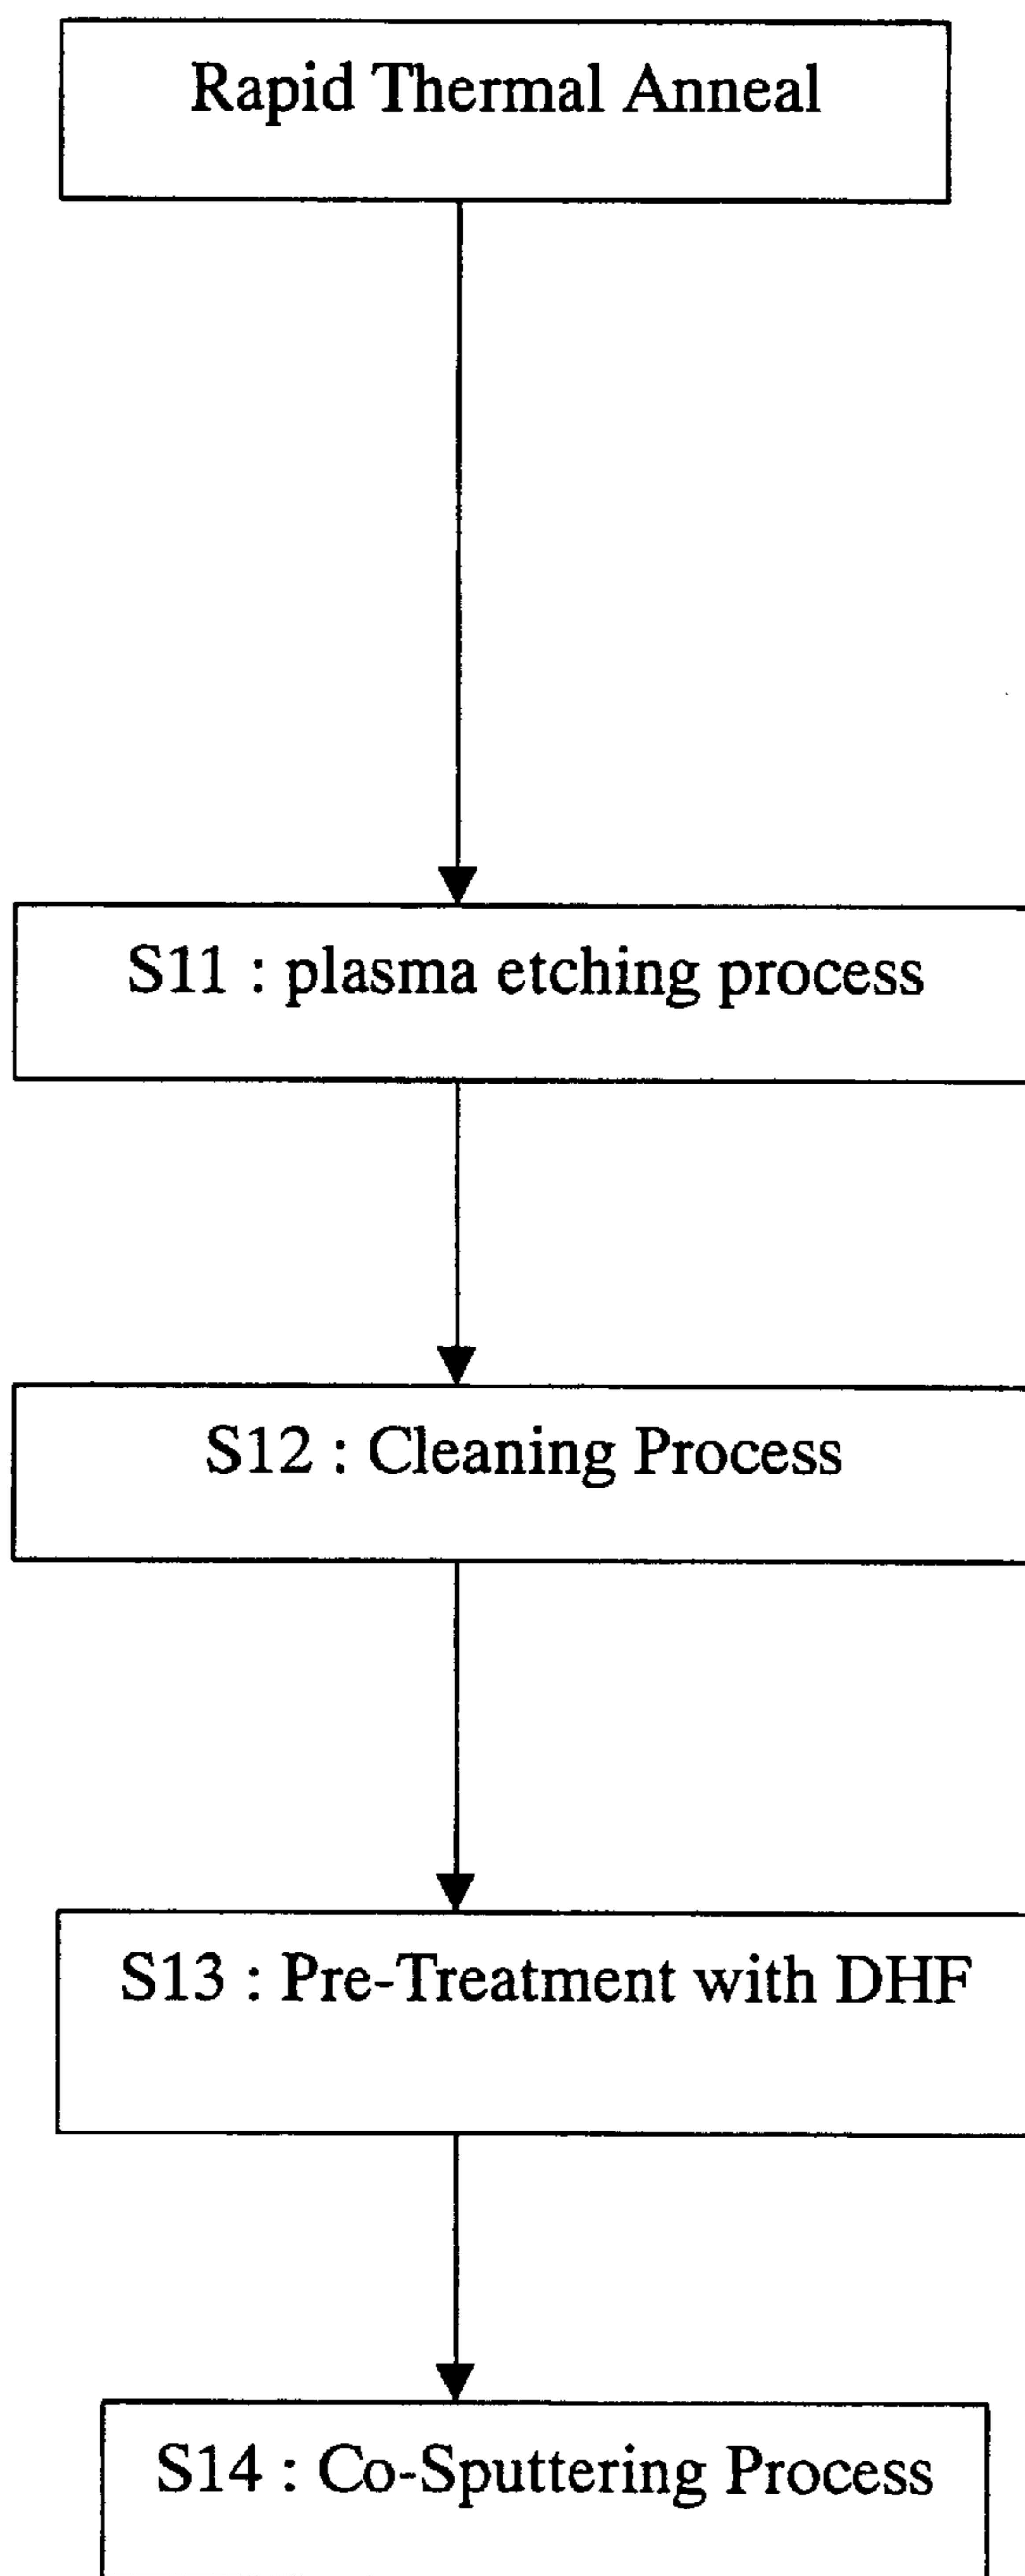 Rapid Thermal Anneal
S11 : plasma etching process
S12 : Cleaning Process
S13 : Pre-Treatment with DHF
S14 : Co-Sputtering Process